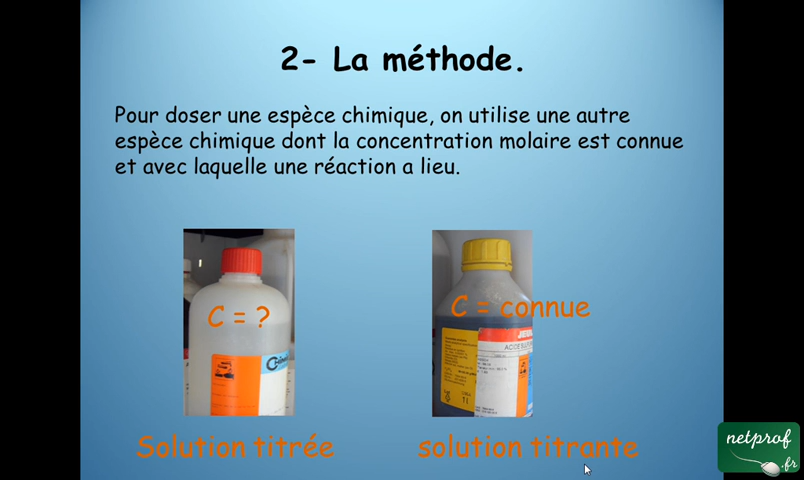 2- La méthode.
Pour doser une espèce chimique, on utilise une autre
espèce chimique dont la concentration molaire est connue
et avec laquelle une réaction a lieu.
C = ?
C = connue
1 l
Solution titrée
solution titrante
netprof
.fr